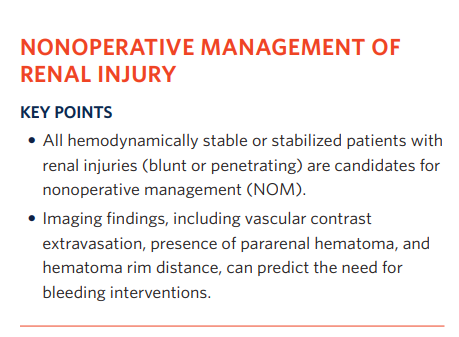 NONOPERATIVE MANAGEMENT OF
RENAL INJURY
KEY POINTS
• All hemodynamically stable or stabilized patients with
renal injuries (blunt or penetrating) are candidates for
nonoperative management (NOM).
• Imaging findings, including vascular contrast
extravasation, presence of pararenal hematoma, and
hematoma rim distance, can predict the need for
bleeding interventions.